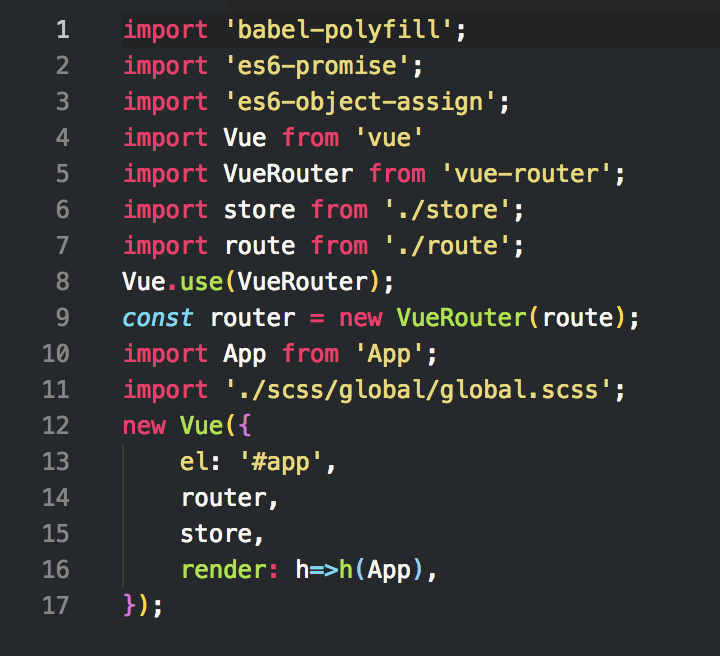 1 import 'babel-polyfill';
2 import 'es6-promise';
3 import 'es6-object-assign';
4 import Vue from 'vue'
5 import VueRouter from 'vue-router';
6 import store from './store';
7 import route from './route';
8 Vue.use(VueRouter);
9 const router = new VueRouter(route);
10 import App from 'App';
11 import './scss/global/global.scss';
12 new Vue({
13     el: '#app',
14     router,
15     store,
16     render: h=>h(App),
17 });